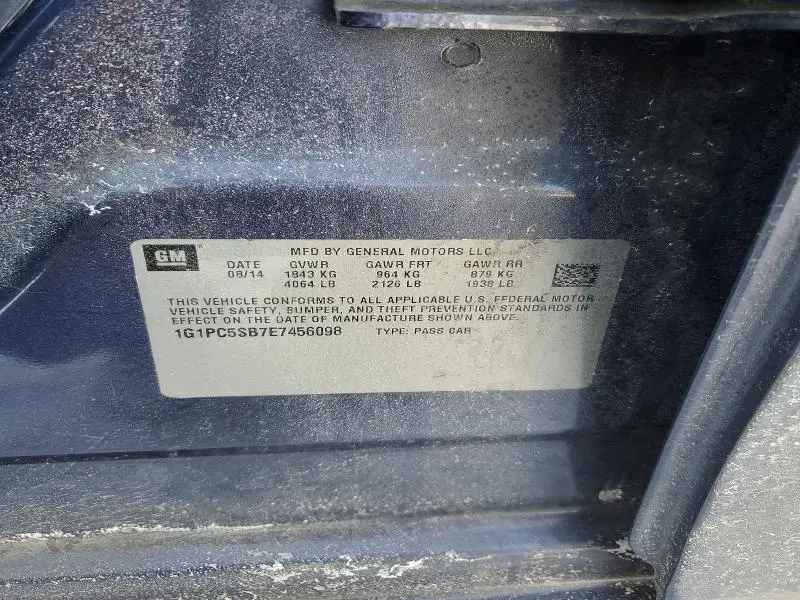 GM
MFD BY GENERAL MOTORS LLC
DATE GVWR GAWR FRT GAWR RR
08/14 1843 KG 964 KG 879 KG
4064 LB 2126 LB 1938 LB
THIS VEHICLE CONFORMS TO ALL APPLICABLE U.S. FEDERAL MOTOR
VEHICLE SAFETY, BUMPER, AND THEFT PREVENTION STANDARDS IN
EFFECT ON THE DATE OF MANUFACTURE SHOWN ABOVE.
1G1PC5SB7E7456098 TYPE: PASS CAR